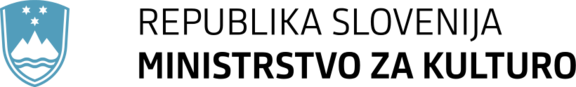 REPUBLIKA SLOVENIJA
MINISTRSTVO ZA KULTURO